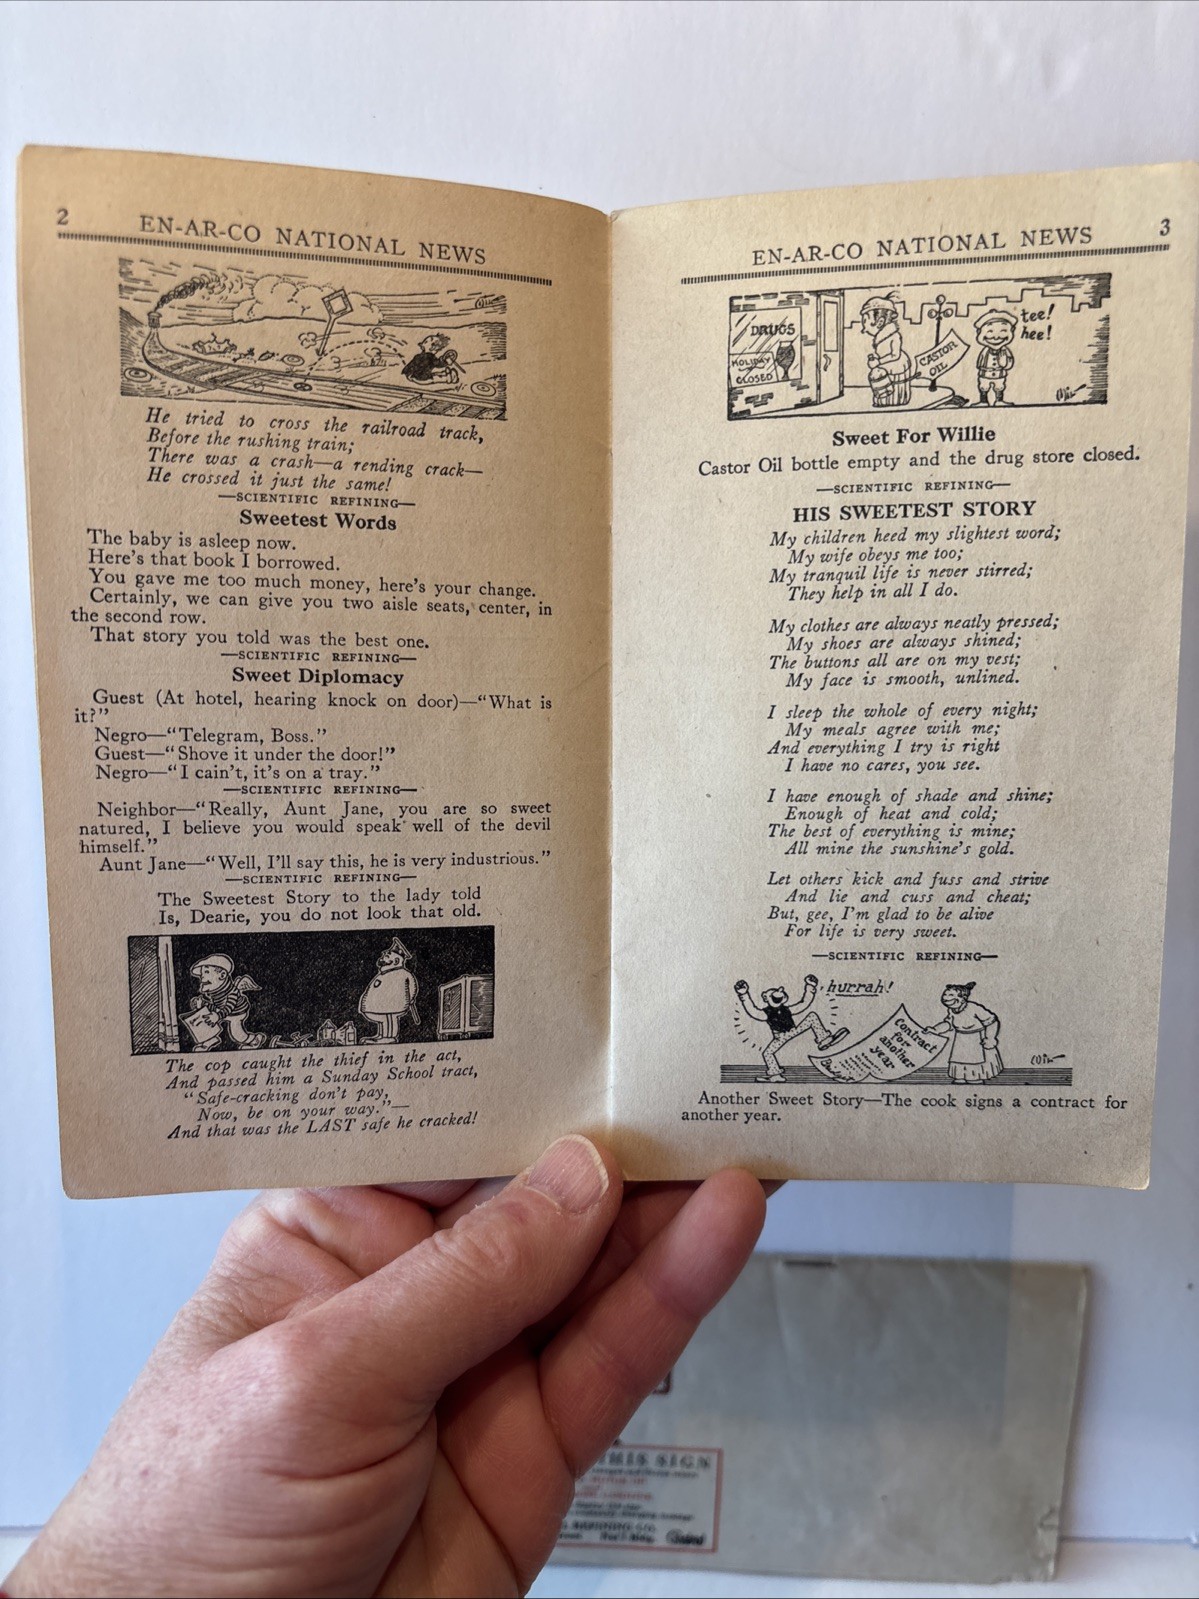 2
EN-AR-CO NATIONAL NEWS
He tried to cross the railroad track,
Before the rushing train;
There was a crash—a rending crack—
He crossed it just the same!
—SCIENTIFIC REFINING—
Sweetest Words
The baby is asleep now.
Here's that book I borrowed.
You gave me too much money, here's your change.
Certainly, we can give you two aisle seats, center, in
the second row.
That story you told was the best one.
—SCIENTIFIC REFINING—
Sweet Diplomacy
Guest (At hotel, hearing knock on door)—“What is
it?”
Negro—“Telegram, Boss.”
Guest—“Shove it under the door!”
Negro—“I cain't, it's on a tray.”
—SCIENTIFIC REFINING—
Neighbor—“Really, Aunt Jane, you are so sweet
natured, I believe you would speak well of the devil
himself.”
Aunt Jane—“Well, I'll say this, he is very industrious.”
—SCIENTIFIC REFINING—
The Sweetest Story to the lady told
Is, Dearie, you do not look that old.
The cop caught the thief in the act,
And passed him a Sunday School tract,
“Safe-cracking don't pay,
Now, be on your way.”—
And that was the LAST safe he cracked!
EN-AR-CO NATIONAL NEWS
3
DRUGS
HOLIDAY
CLOSED
CASTOR
OIL
tee!
hee!
Sweet For Willie
Castor Oil bottle empty and the drug store closed.
—SCIENTIFIC REFINING—
HIS SWEETEST STORY
My children heed my slightest word;
My wife obeys me too;
My tranquil life is never stirred;
They help in all I do.
My clothes are always neatly pressed;
My shoes are always shined;
The buttons all are on my vest;
My face is smooth, unlined.
I sleep the whole of every night;
My meals agree with me;
And everything I try is right
I have no cares, you see.
I have enough of shade and shine;
Enough of heat and cold;
The best of everything is mine;
All mine the sunshine's gold.
Let others kick and fuss and strive
And lie and cuss and cheat;
But, gee, I'm glad to be alive
For life is very sweet.
—SCIENTIFIC REFINING—
hurrah!
Contract
for
another
year
Another Sweet Story—The cook signs a contract for
another year.
THIS SIGN
REFINING CO.